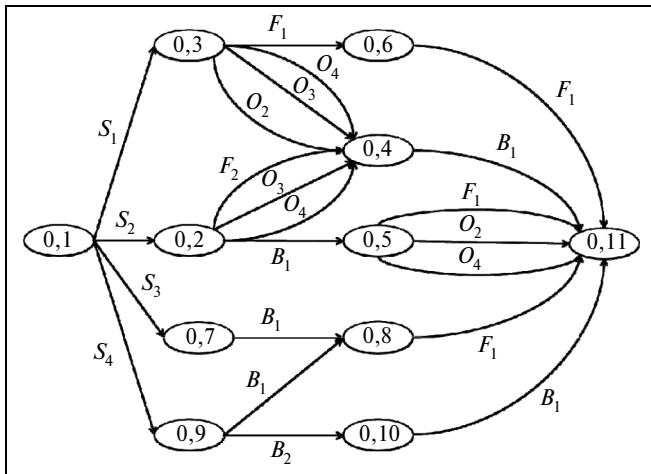 0,3 F₁ 0,6
O₄
O₃
O₂
F₁
S₁
0,4 B₁
F₂
O₃
O₄
F₁
0,1 S₂ 0,2 B₁ 0,5 O₂ 0,11
O₄
S₃
0,7 B₁ 0,8
F₁
S₄
B₁
B₁
0,9 B₂ 0,10